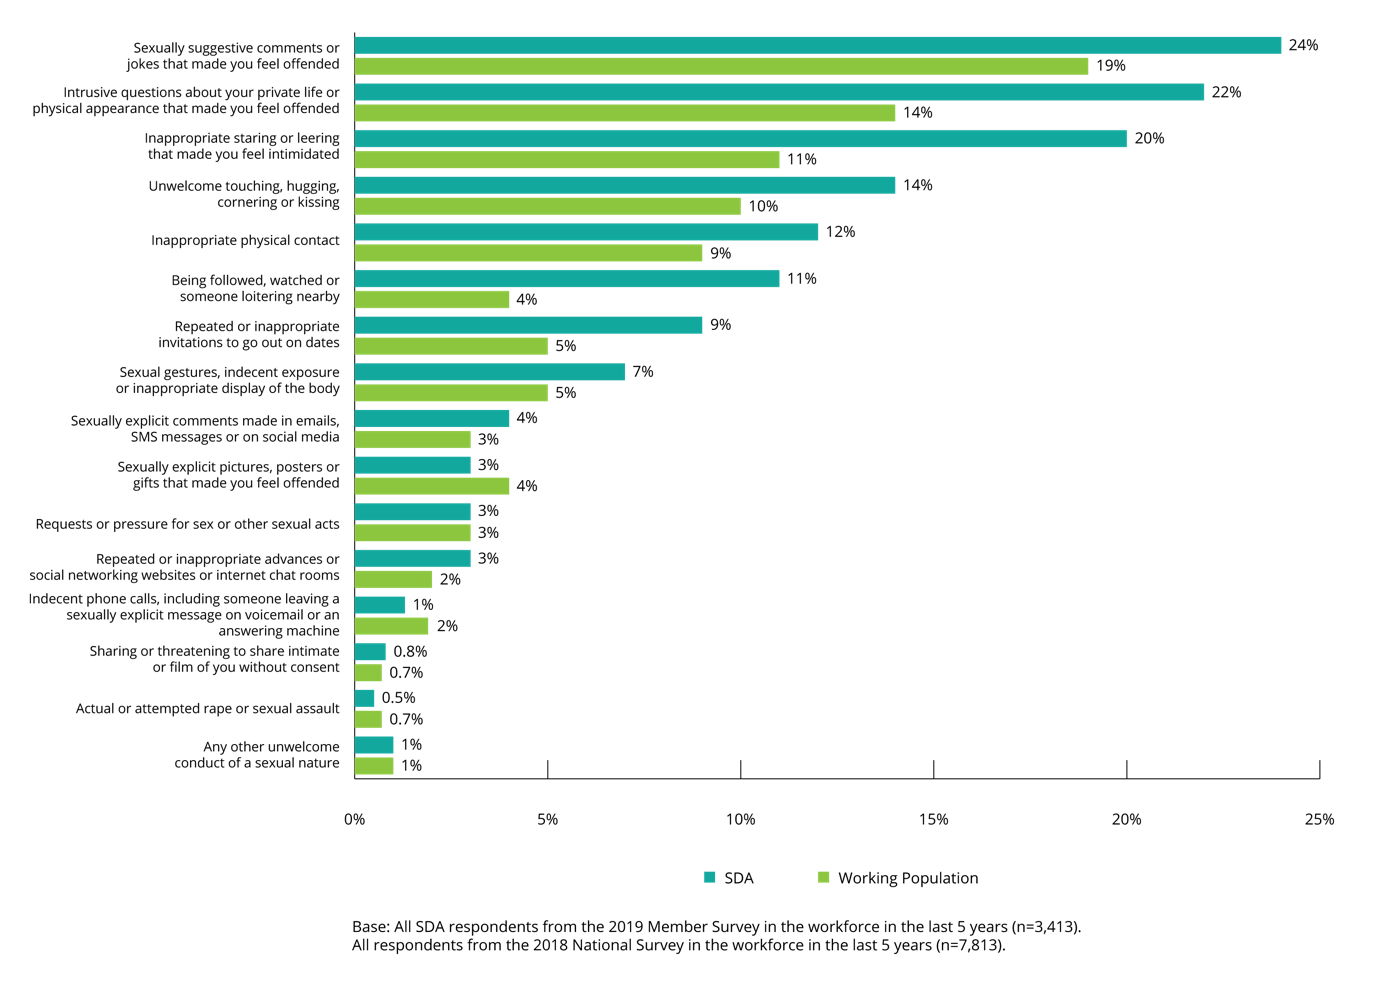 Sexually suggestive comments or
jokes that made you feel offended
24%
19%
Intrusive questions about your private life or
physical appearance that made you feel offended
22%
14%
Inappropriate staring or leering
that made you feel intimidated
20%
11%
Unwelcome touching, hugging,
cornering or kissing
14%
10%
Inappropriate physical contact
12%
9%
Being followed, watched or
someone loitering nearby
11%
4%
Repeated or inappropriate
invitations to go out on dates
9%
5%
Sexual gestures, indecent exposure
or inappropriate display of the body
7%
5%
Sexually explicit comments made in emails,
SMS messages or on social media
4%
3%
Sexually explicit pictures, posters or
gifts that made you feel offended
3%
4%
Requests or pressure for sex or other sexual acts
3%
3%
Repeated or inappropriate advances or
social networking websites or internet chat rooms
3%
2%
Indecent phone calls, including someone leaving a
sexually explicit message on voicemail or an
answering machine
1%
2%
Sharing or threatening to share intimate
or film of you without consent
0.8%
0.7%
Actual or attempted rape or sexual assault
0.5%
0.7%
Any other unwelcome
conduct of a sexual nature
1%
1%
0% 5% 10% 15% 20% 25%
SDA Working Population
Base: All SDA respondents from the 2019 Member Survey in the workforce in the last 5 years (n=3,413).
All respondents from the 2018 National Survey in the workforce in the last 5 years (n=7,813).